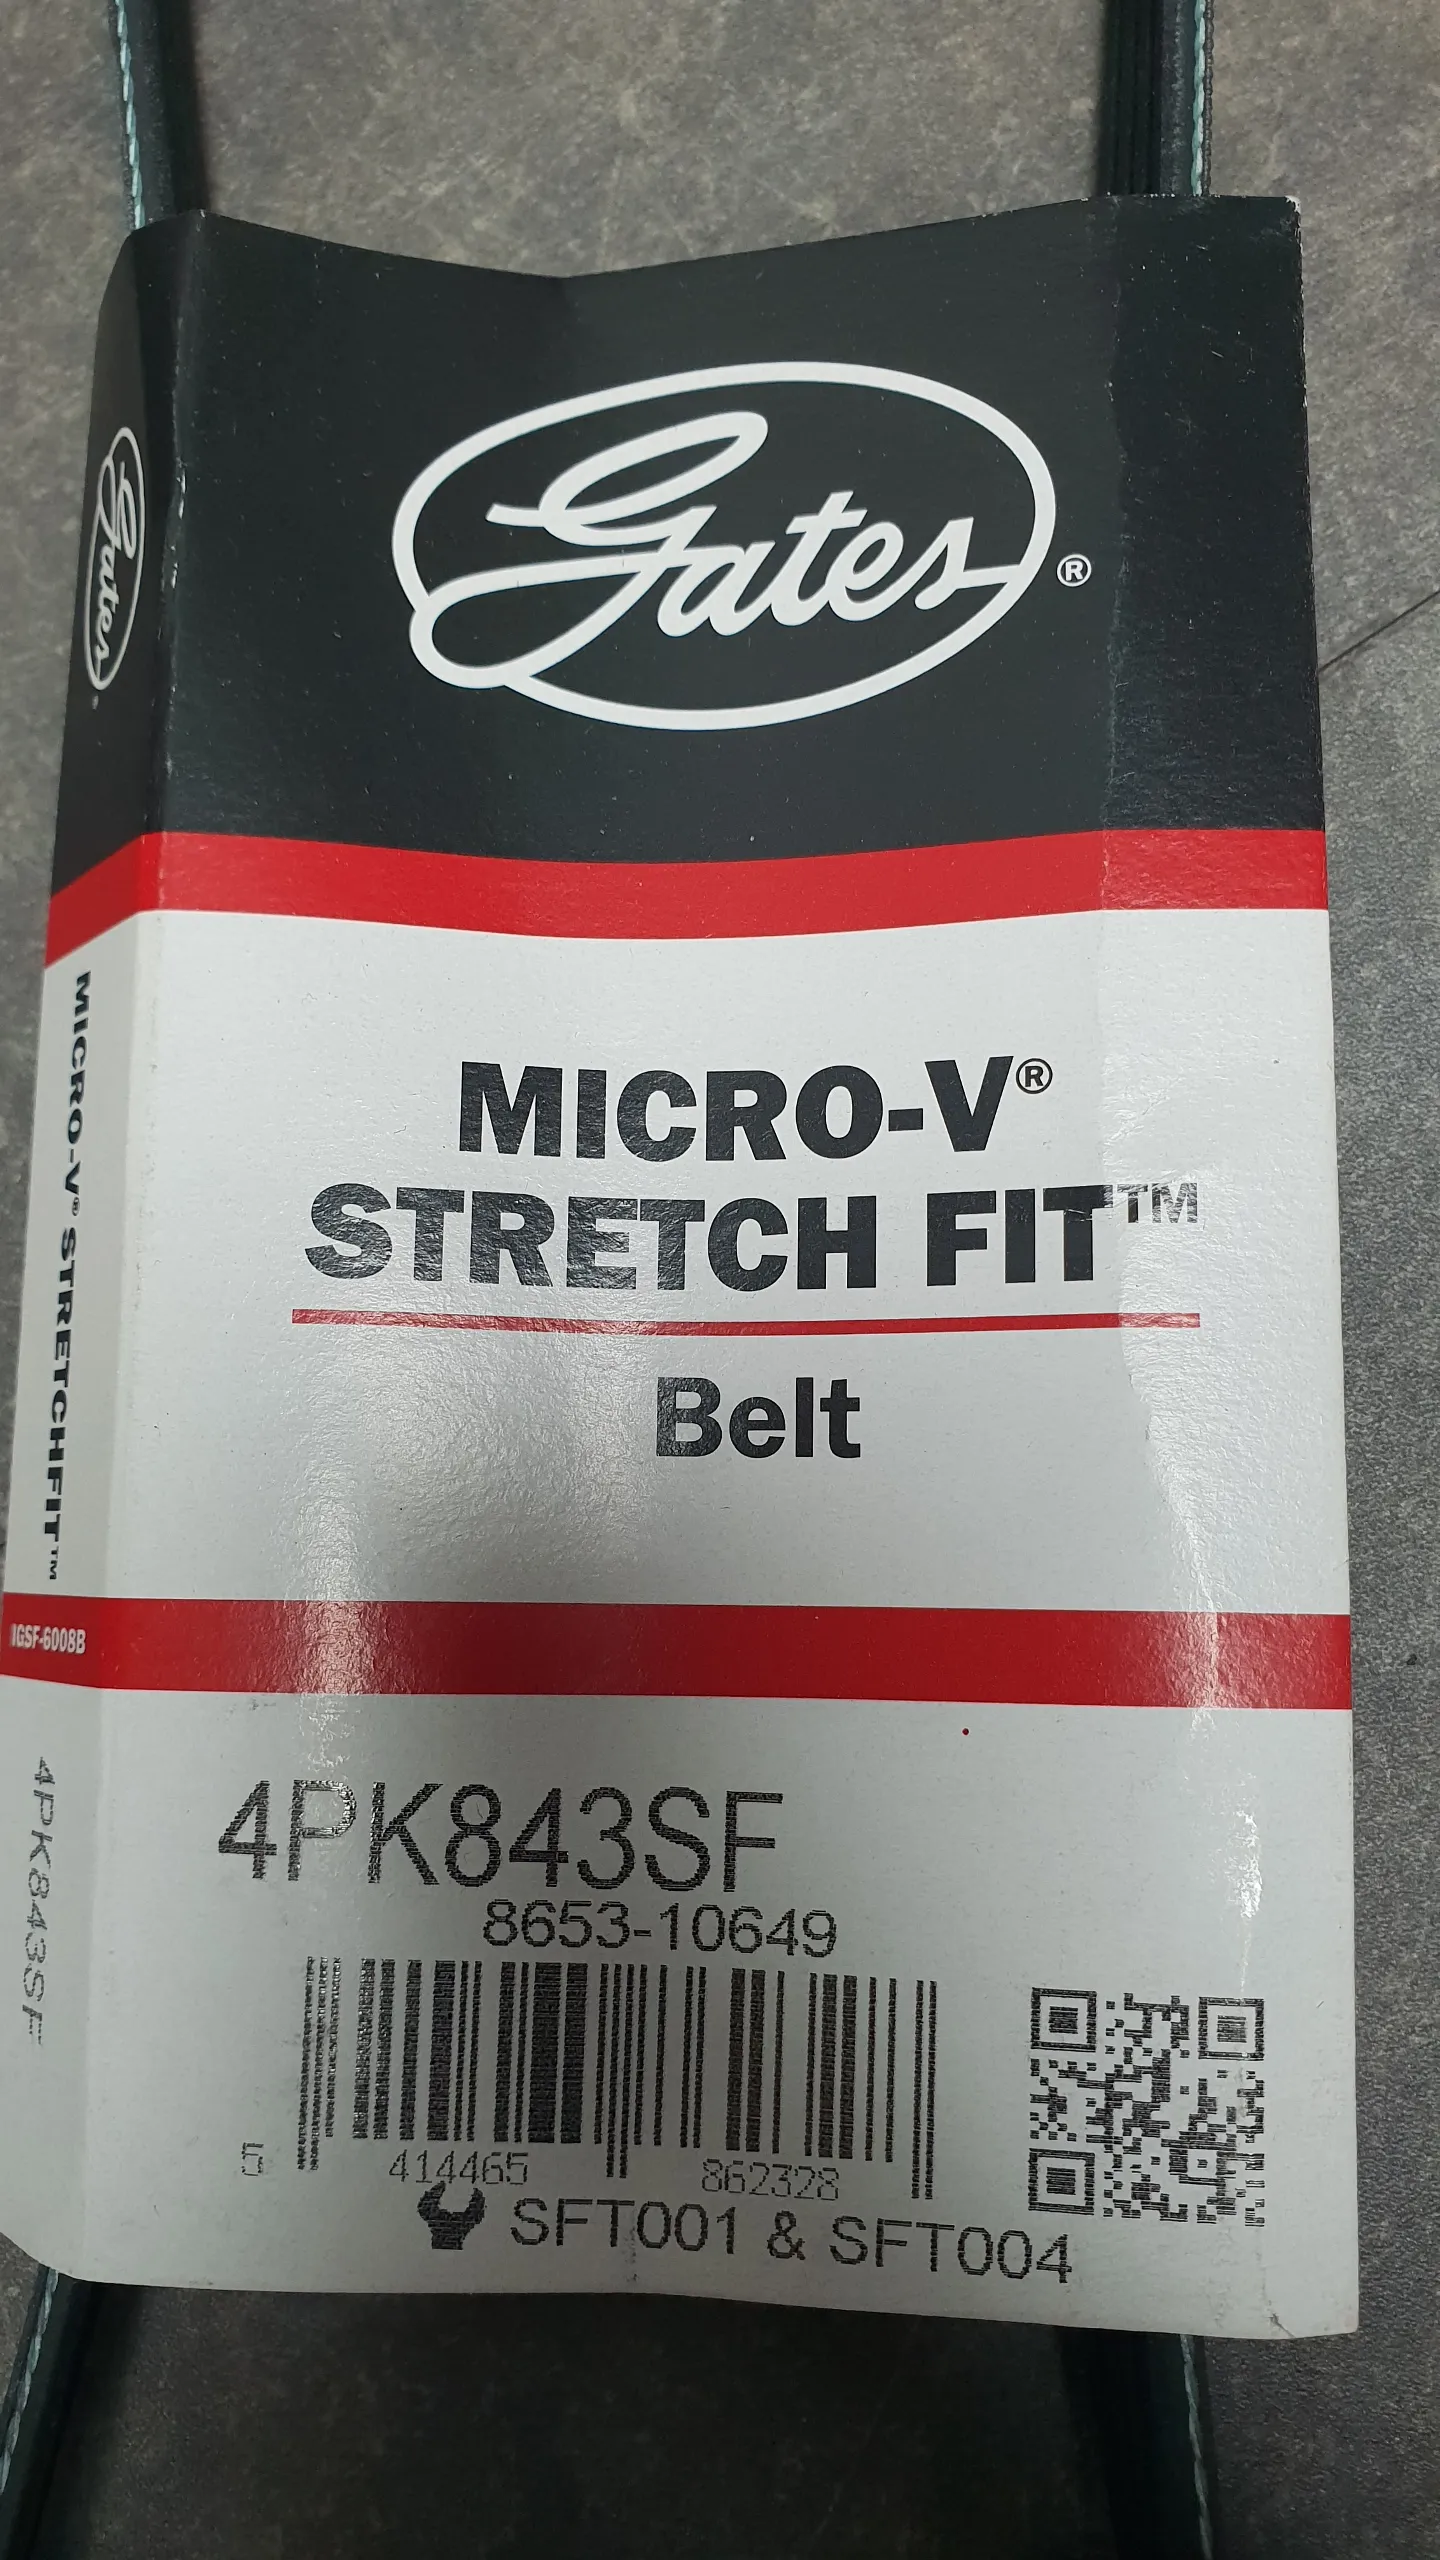 Gates®
Gates
MICRO-V®
STRETCH FIT™
Belt
MICRO-V® STRETCHFIT™
IGSF-6008B
4PK843SF
4PK843SF
8653-10649
5 414465 862328
SFT001 & SFT004